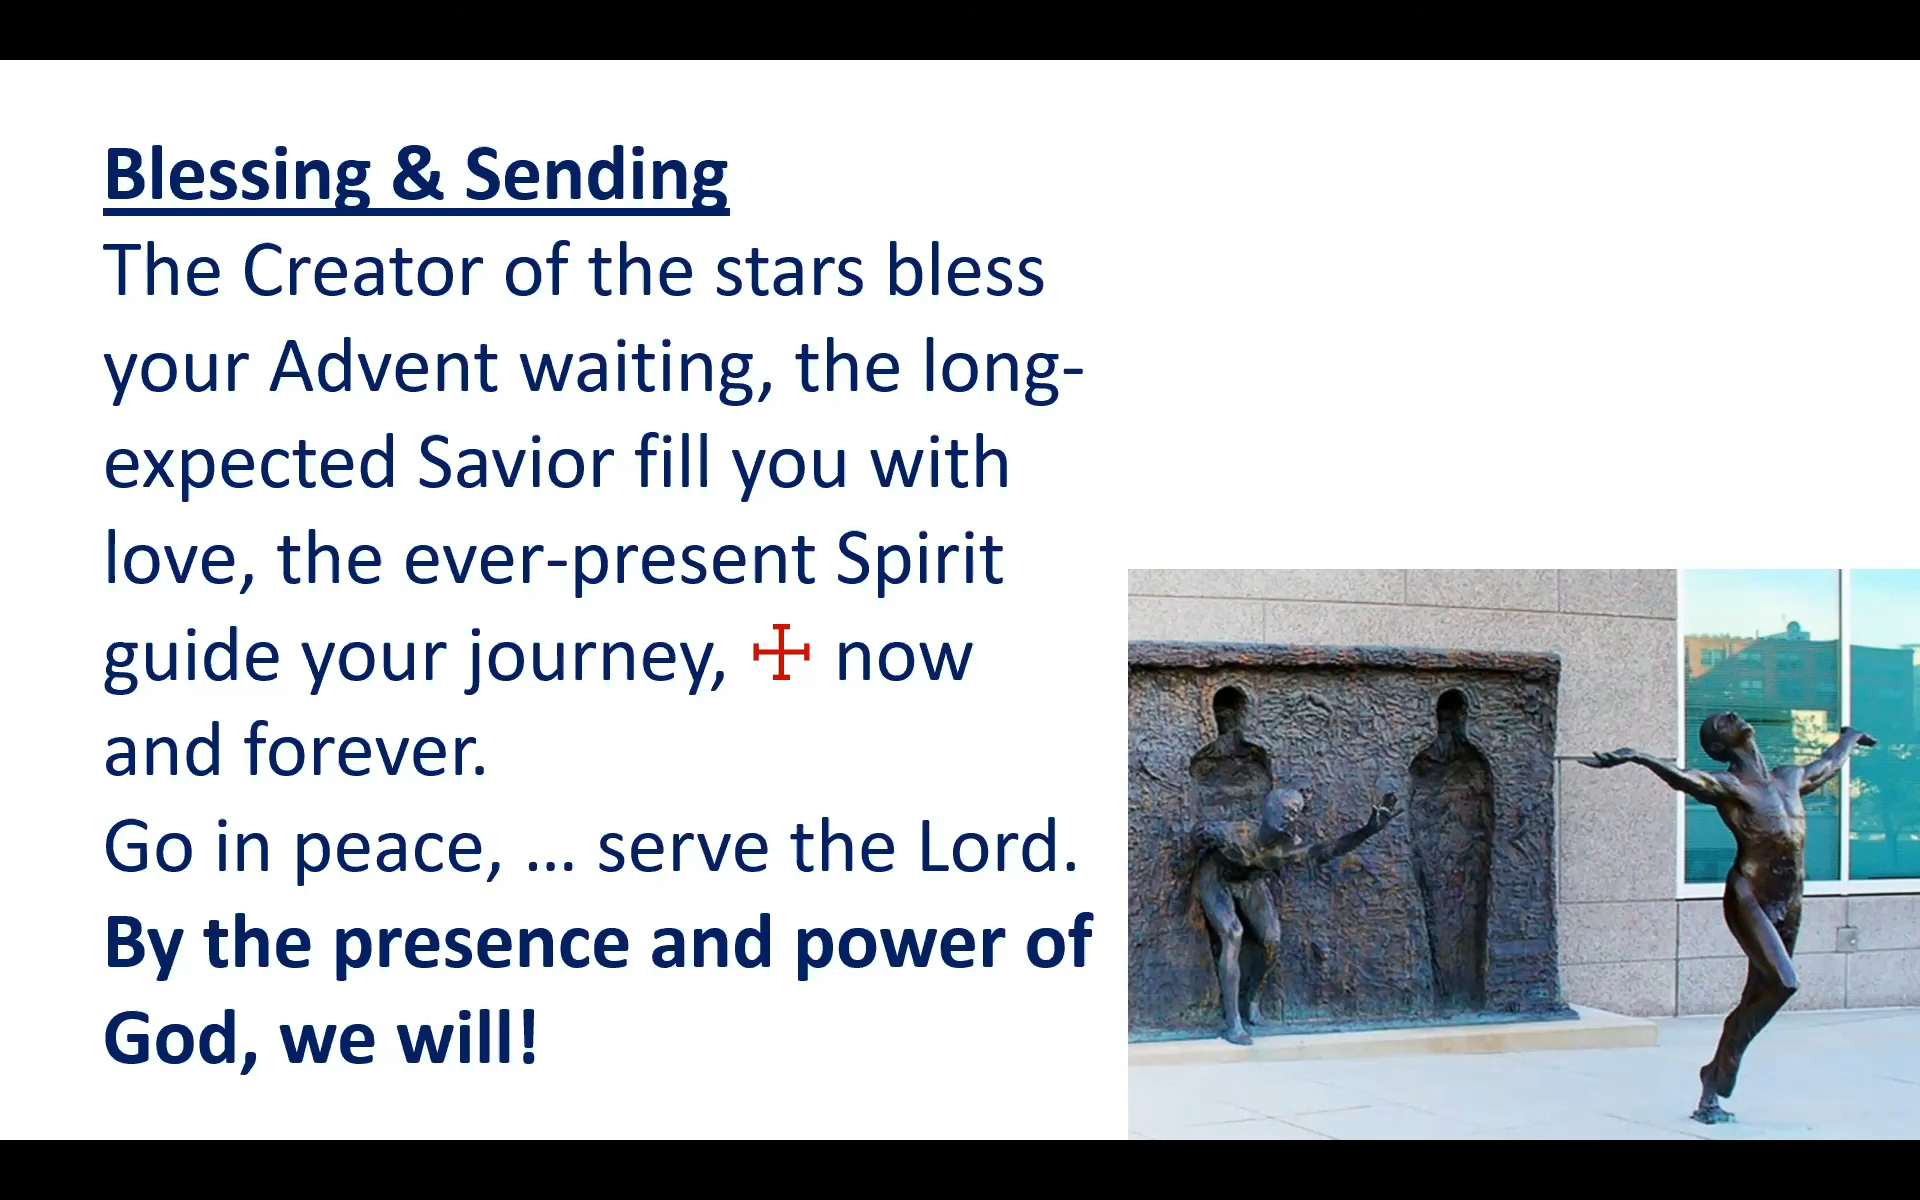 Blessing & Sending
The Creator of the stars bless
your Advent waiting, the long-
expected Savior fill you with
love, the ever-present Spirit
guide your journey, ☩ now
and forever.
Go in peace, ... serve the Lord.
By the presence and power of
God, we will!